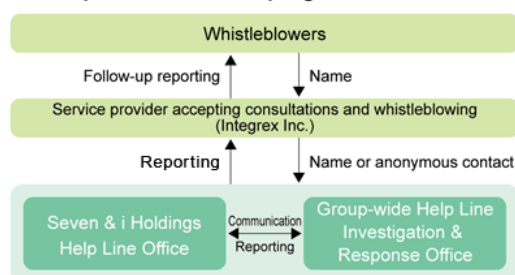 Whistleblowers
Follow-up reporting
Name
Service provider accepting consultations and whistleblowing
(Integrex Inc.)
Reporting
Name or anonymous contact
Seven & i Holdings
Help Line Office
Communication
Reporting
Group-wide Help Line
Investigation &
Response Office